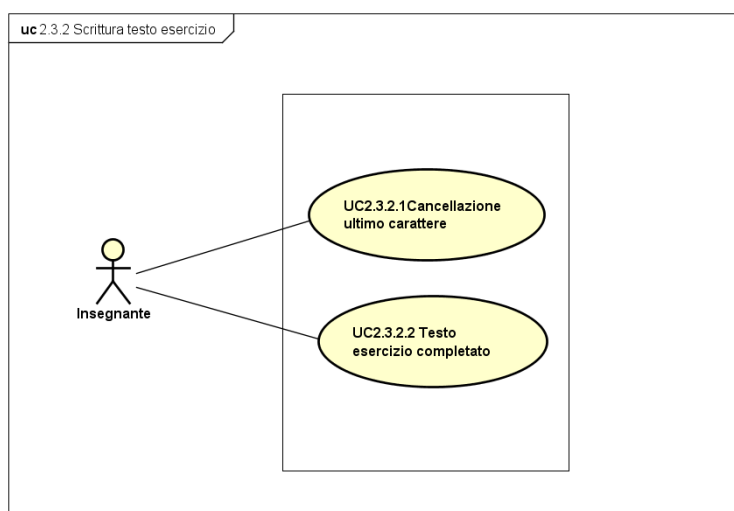 uc 2.3.2 Scrittura testo esercizio
UC2.3.2.1Cancellazione
ultimo carattere
Insegnante
UC2.3.2.2 Testo
esercizio completato